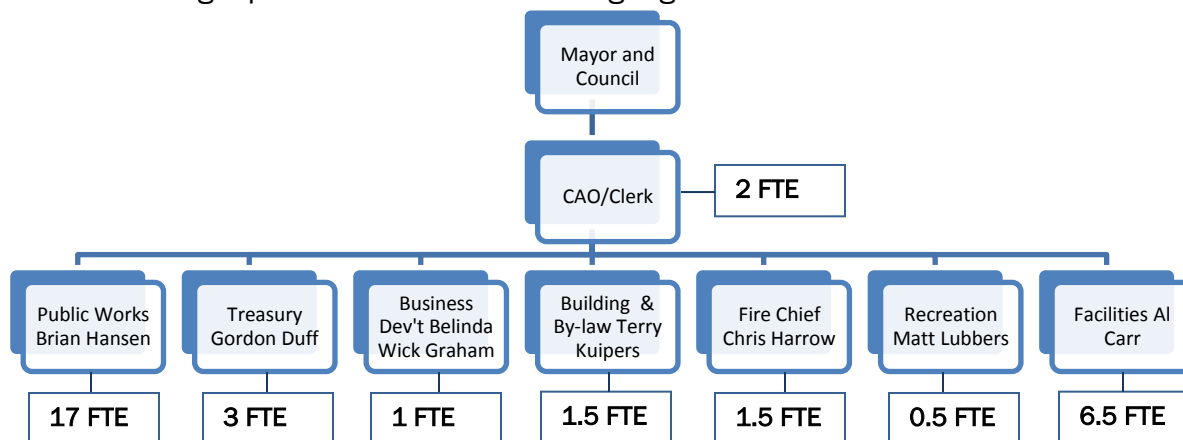 Mayor and
Council
CAO/Clerk
2 FTE
Public Works
Brian Hansen
Treasury
Gordon Duff
Business
Dev't Belinda
Wick Graham
Building &
By-law Terry
Kuipers
Fire Chief
Chris Harrow
Recreation
Matt Lubbers
Facilities Al
Carr
17 FTE
3 FTE
1 FTE
1.5 FTE
1.5 FTE
0.5 FTE
6.5 FTE